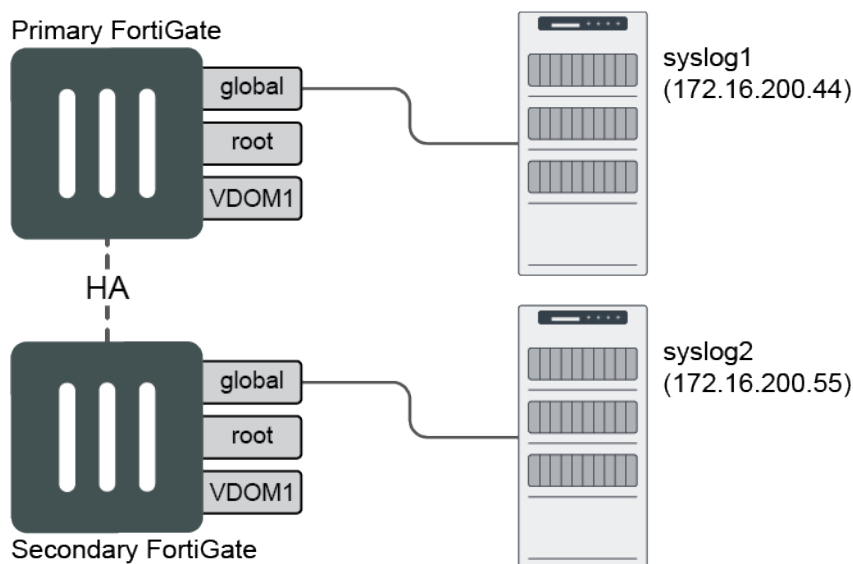 Primary FortiGate
global
root
VDOM1
syslog1
(172.16.200.44)
HA
global
root
VDOM1
syslog2
(172.16.200.55)
Secondary FortiGate